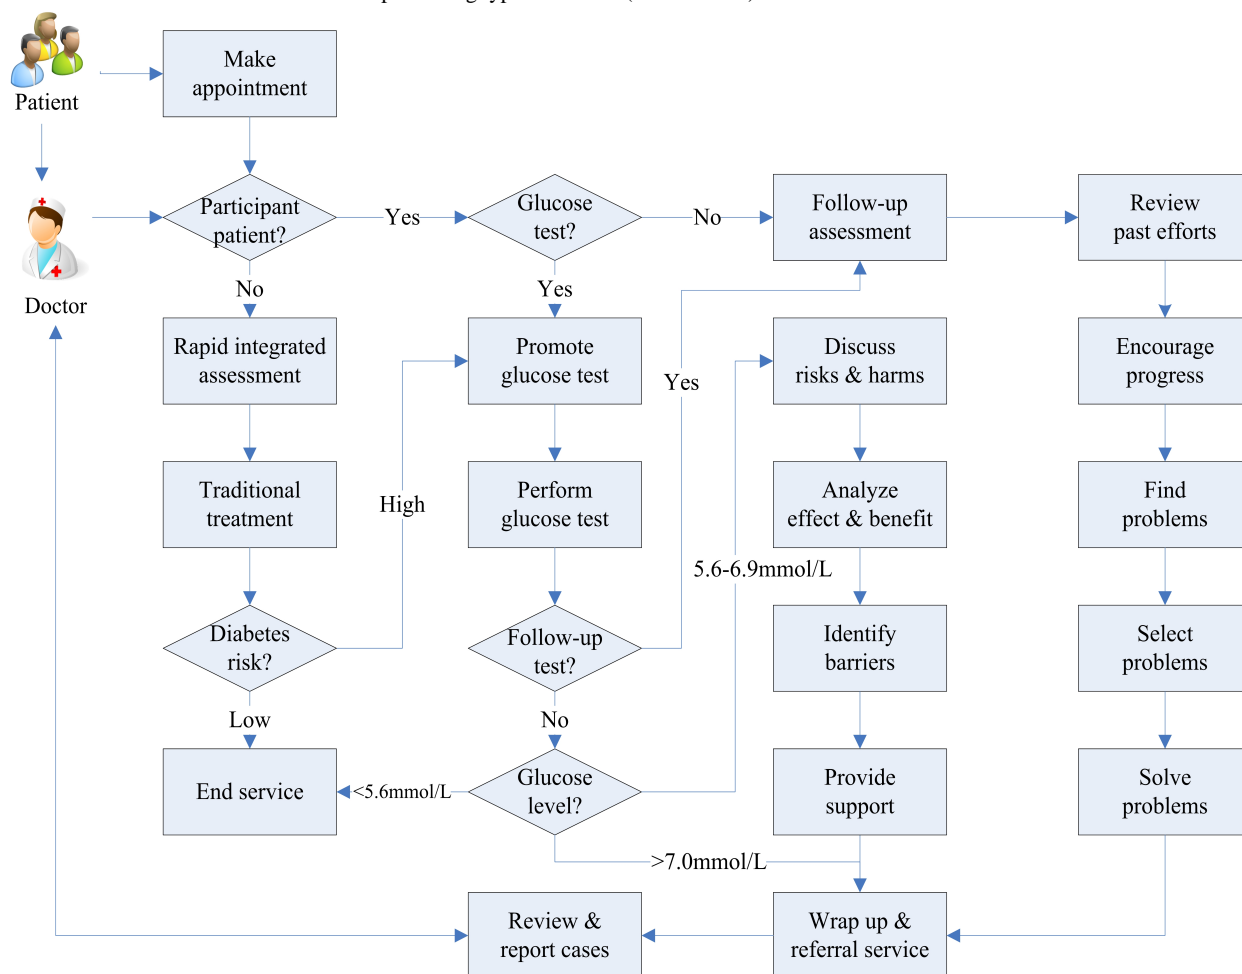 Make
appointment
Patient
Participant
patient?
Yes
Glucose
test?
No
Follow-up
assessment
Review
past efforts
Doctor
No
Yes
Rapid integrated
assessment
Promote
glucose test
Yes
Discuss
risks & harms
Encourage
progress
Traditional
treatment
High
Perform
glucose test
Analyze
effect & benefit
Find
problems
5.6-6.9mmol/L
Diabetes
risk?
Follow-up
test?
Identify
barriers
Select
problems
Low
No
End service
<5.6mmol/L
Glucose
level?
Provide
support
Solve
problems
>7.0mmol/L
Review &
report cases
Wrap up &
referral service